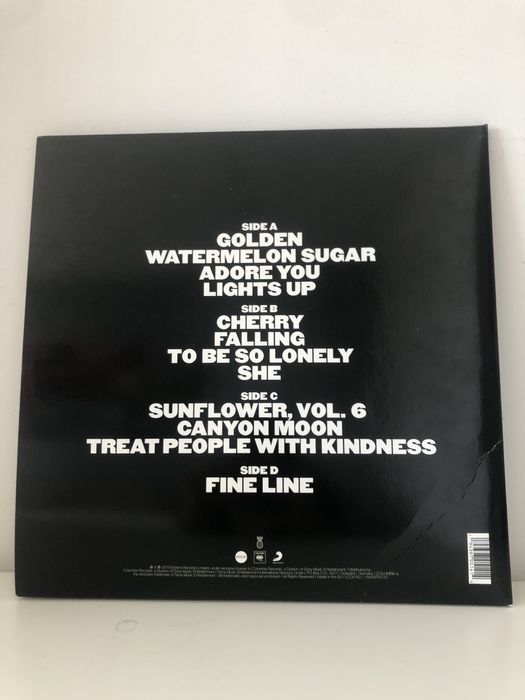 SIDE A
GOLDEN
WATERMELON SUGAR
ADORE YOU
LIGHTS UP
SIDE B
CHERRY
FALLING
TO BE SO LONELY
SHE
SIDE C
SUNFLOWER, VOL. 6
CANYON MOON
TREAT PEOPLE WITH KINDNESS
SIDE D
FINE LINE